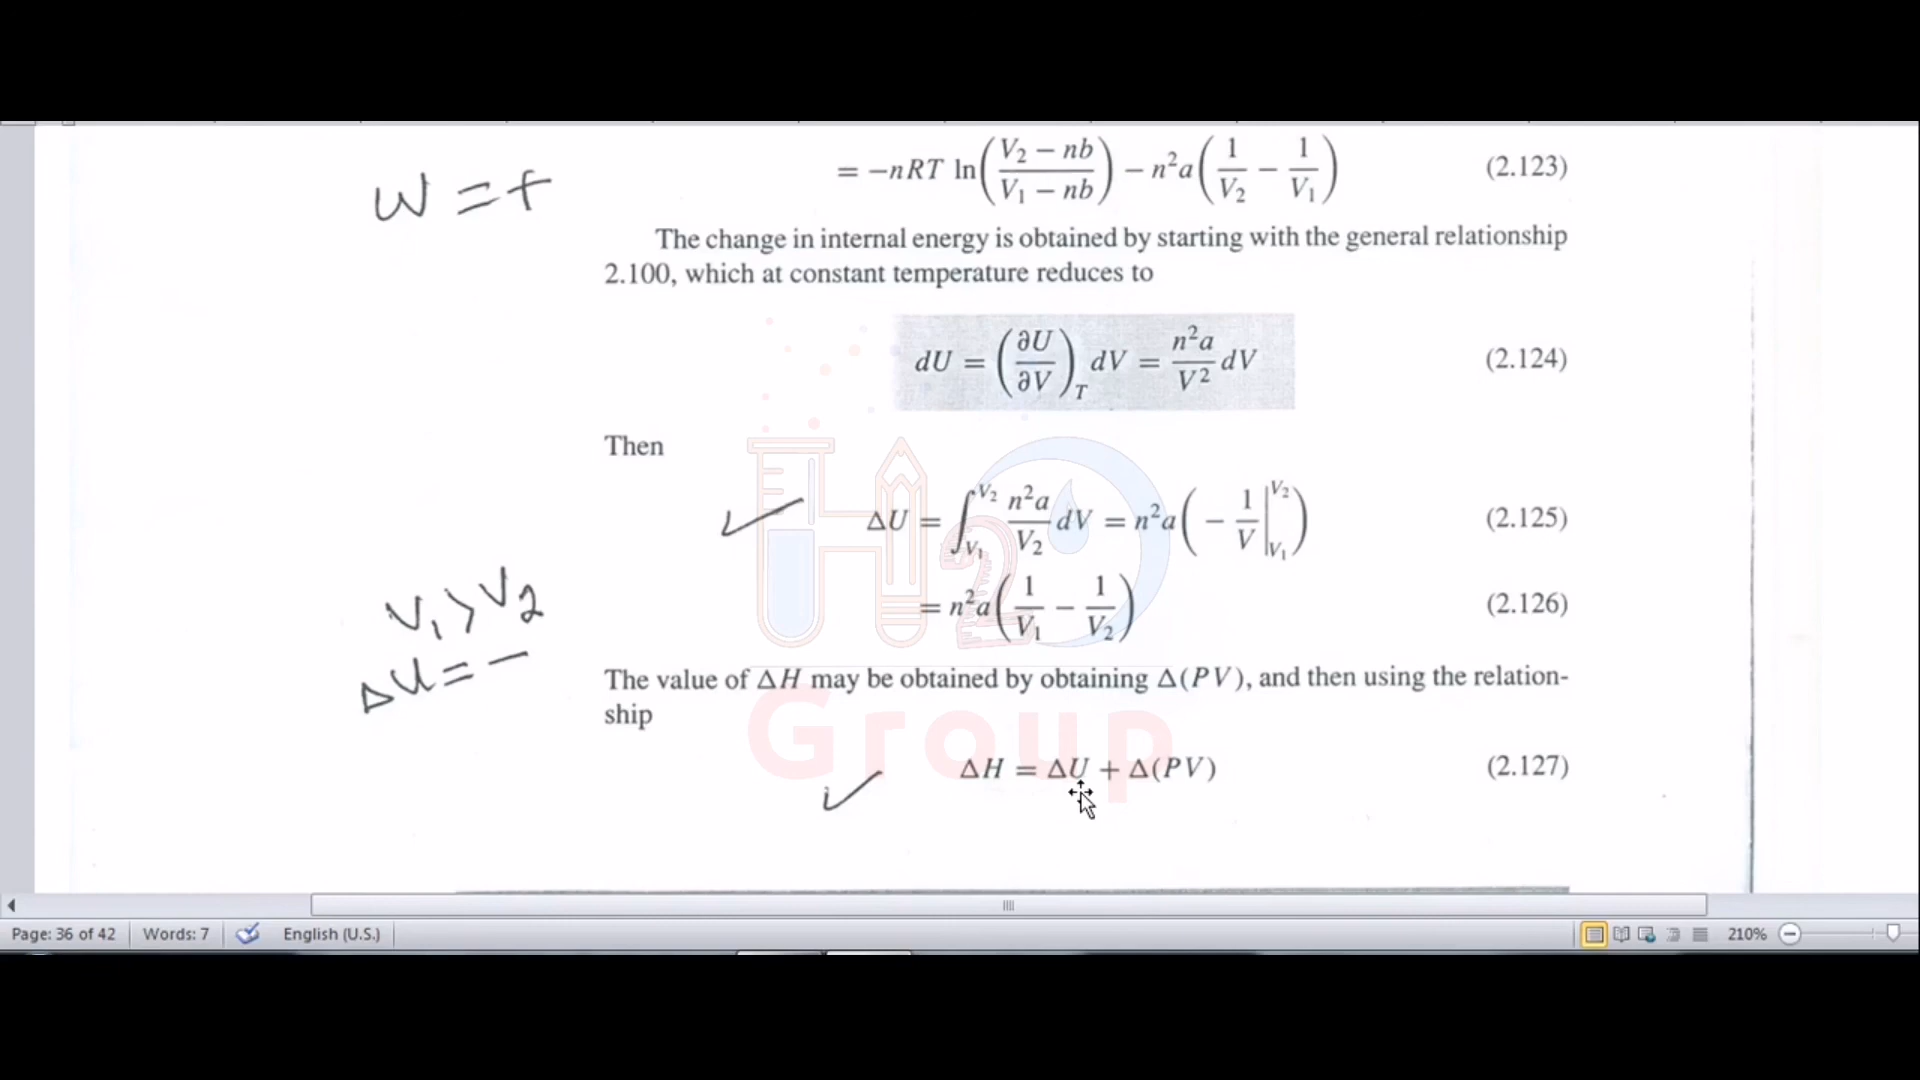 = −nRT ln((V₂ − nb)/(V₁ − nb)) − n²a(1/V₂ − 1/V₁) (2.123)
W = +
The change in internal energy is obtained by starting with the general relationship
2.100, which at constant temperature reduces to
dU = (∂U/∂V)_T dV = n²a/V² dV (2.124)
Then
ΔU = ∫_{V₁}^{V₂} n²a/V₂ dV = n²a(− 1/V |_{V₁}^{V₂}) (2.125)
= n²a(1/V₁ − 1/V₂) (2.126)
V₁ > V₂
ΔU = −
The value of ΔH may be obtained by obtaining Δ(PV), and then using the relation-
ship
ΔH = ΔU + Δ(PV) (2.127)
H2O
Group
Page: 36 of 42 Words: 7 English (U.S.) 210%